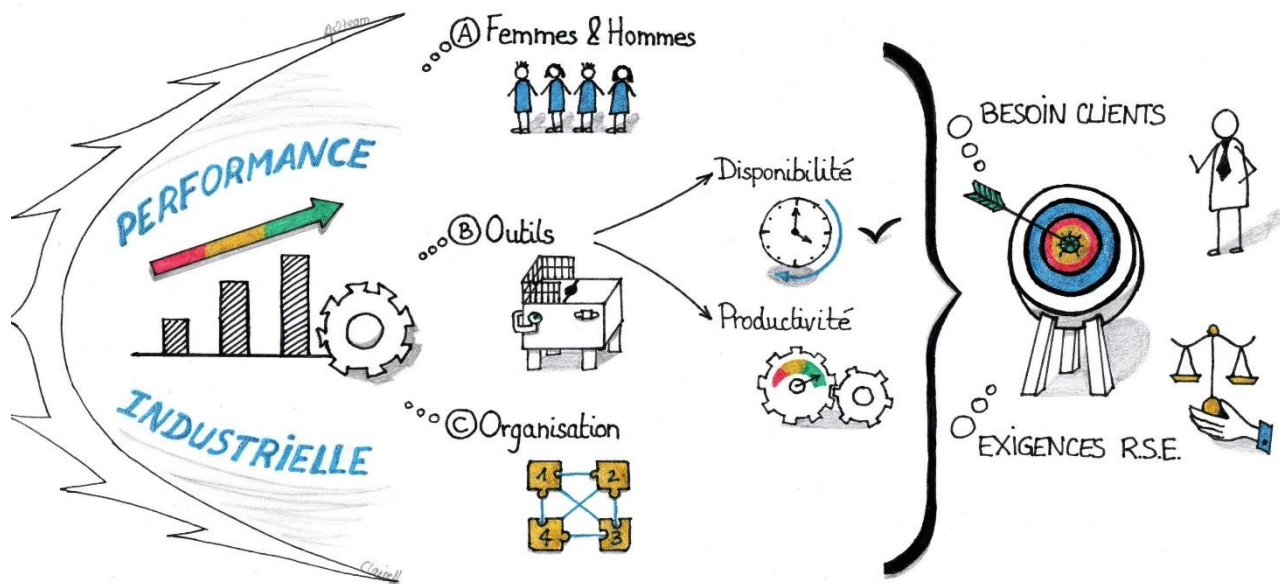 PERFORMANCE
INDUSTRIELLE
A Femmes & Hommes
B Outils
Disponibilité
Productivité
C Organisation
1 2
4 3
BESOIN CLIENTS
EXIGENCES R.S.E.